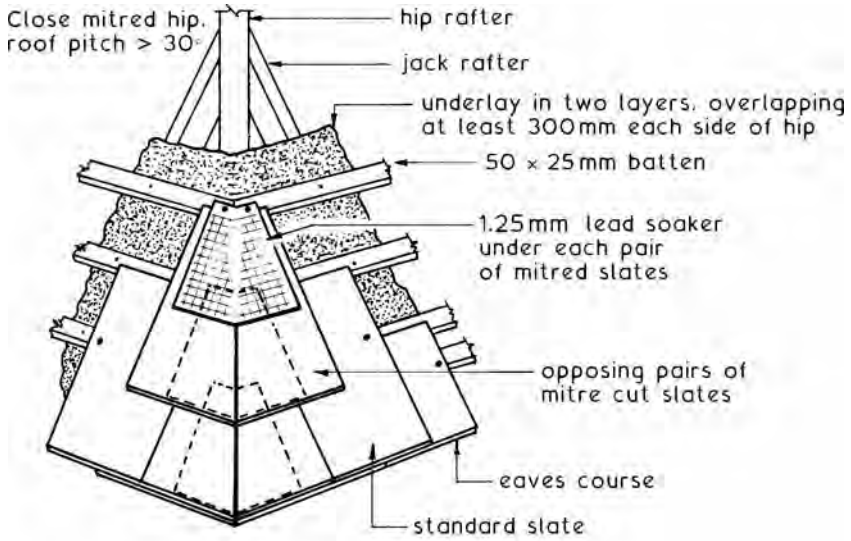 Close mitred hip,
roof pitch > 30°
hip rafter
jack rafter
underlay in two layers, overlapping
at least 300mm each side of hip
50 × 25mm batten
1.25mm lead soaker
under each pair
of mitred slates
opposing pairs of
mitre cut slates
eaves course
standard slate